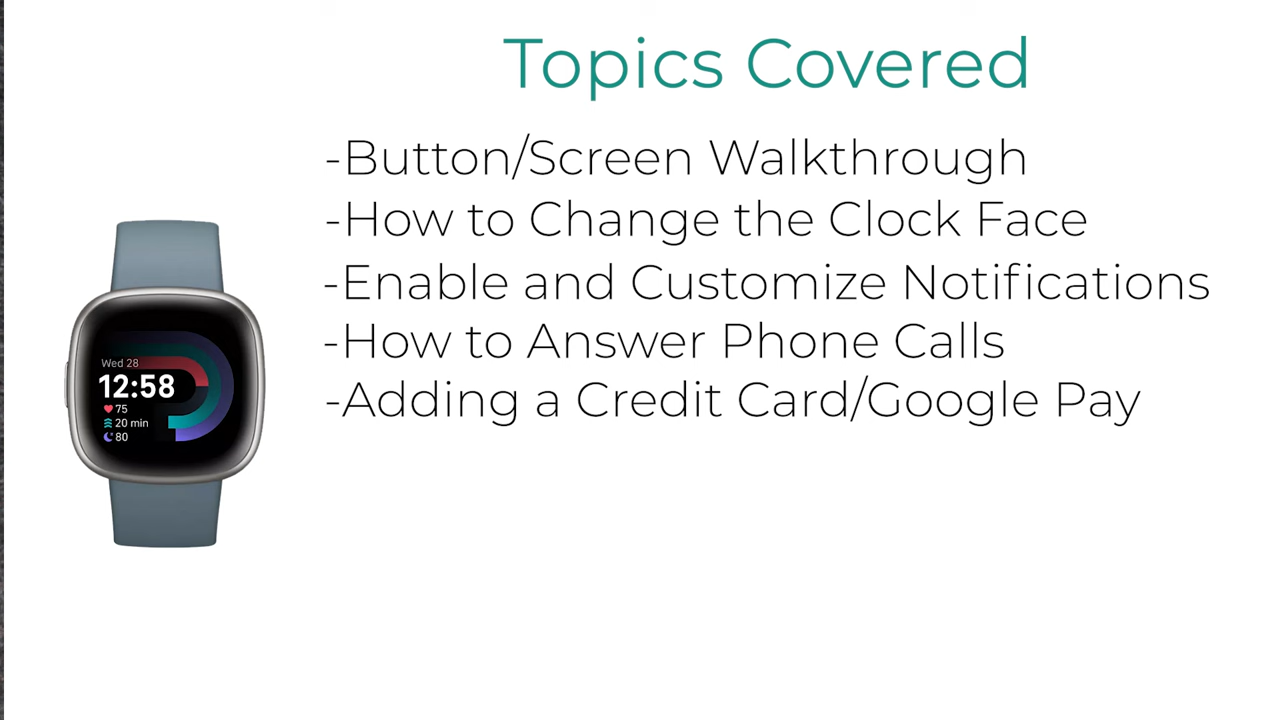 Topics Covered
-Button/Screen Walkthrough
-How to Change the Clock Face
-Enable and Customize Notifications
-How to Answer Phone Calls
-Adding a Credit Card/Google Pay
Wed 28
12:58
75
20 min
80